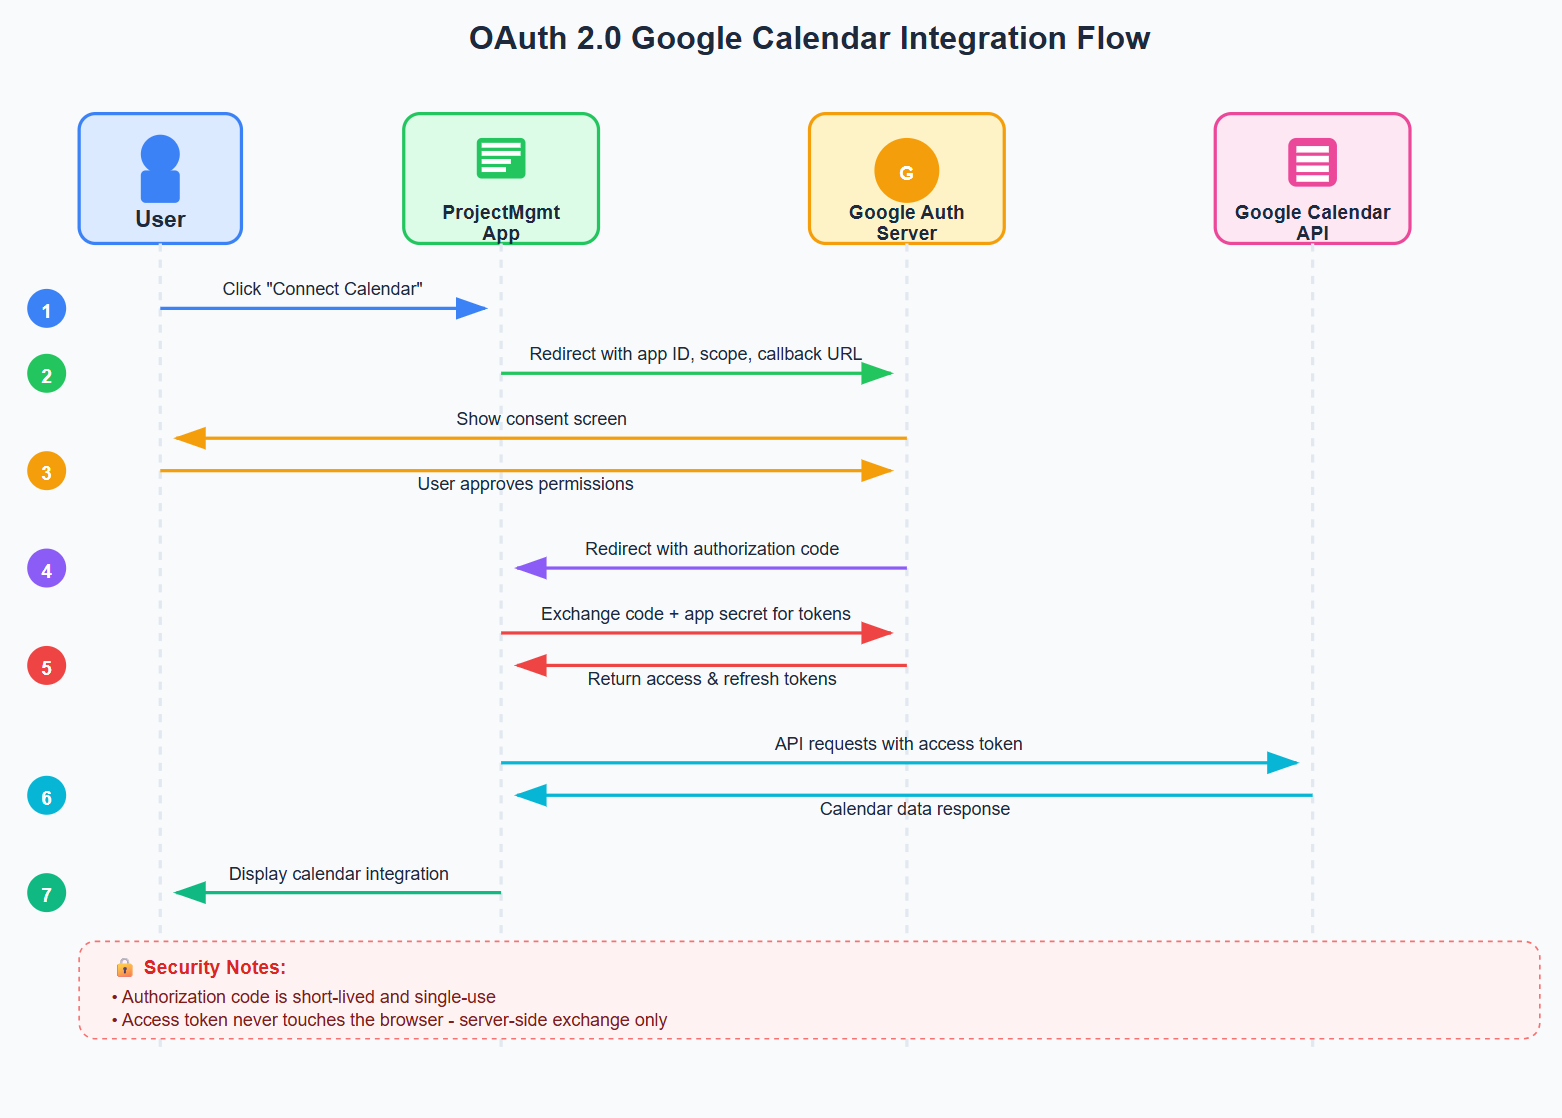 OAuth 2.0 Google Calendar Integration Flow
User
ProjectMgmt
App
G
Google Auth
Server
Google Calendar
API
1
Click "Connect Calendar"
2
Redirect with app ID, scope, callback URL
Show consent screen
3
User approves permissions
4
Redirect with authorization code
Exchange code + app secret for tokens
5
Return access & refresh tokens
API requests with access token
6
Calendar data response
7
Display calendar integration
🔒 Security Notes:
• Authorization code is short-lived and single-use
• Access token never touches the browser - server-side exchange only